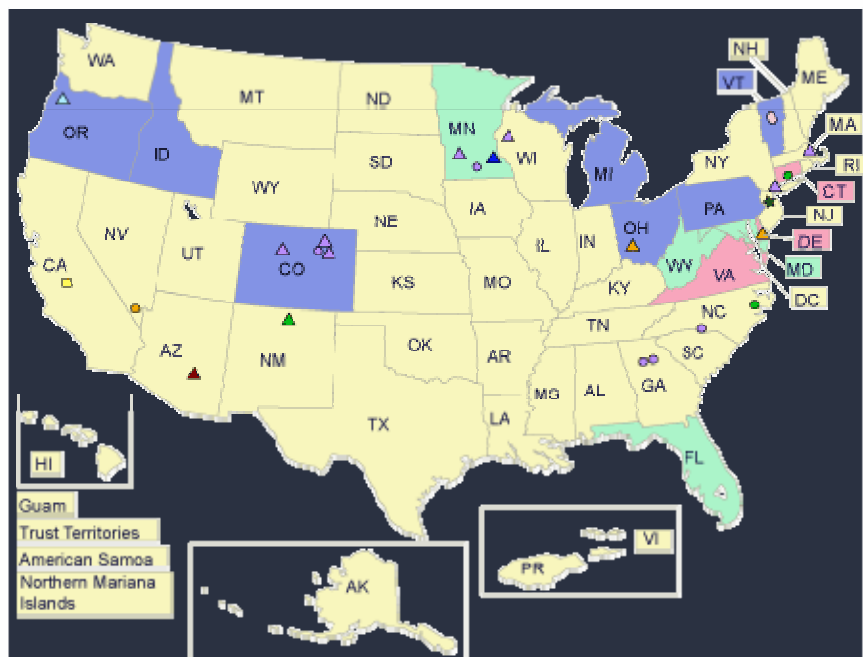 NH
WA
ME
VT
MT
ND
MN
MA
OR
ID
WI
NY
RI
SD
MI
CT
WY
IA
PA
NJ
NE
OH
NV
UT
IL
IN
DE
CO
WV
VA
MD
CA
KS
MO
KY
DC
NC
TN
AZ
OK
AR
SC
NM
MG
AL
GA
LA
TX
FL
HI
Guam
Trust Territories
American Samoa
Northern Mariana
Islands
AK
PR
VI